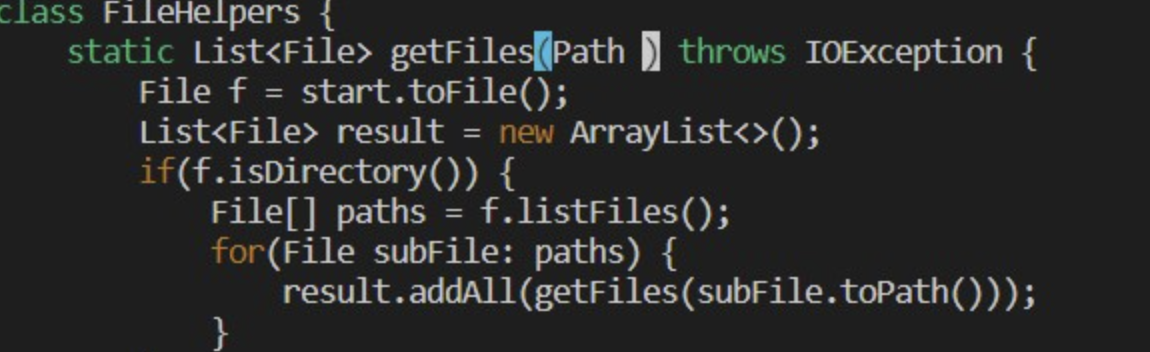 class FileHelpers {
    static List<File> getFiles(Path ) throws IOException {
        File f = start.toFile();
        List<File> result = new ArrayList<>();
        if(f.isDirectory()) {
            File[] paths = f.listFiles();
            for(File subFile: paths) {
                result.addAll(getFiles(subFile.toPath()));
            }